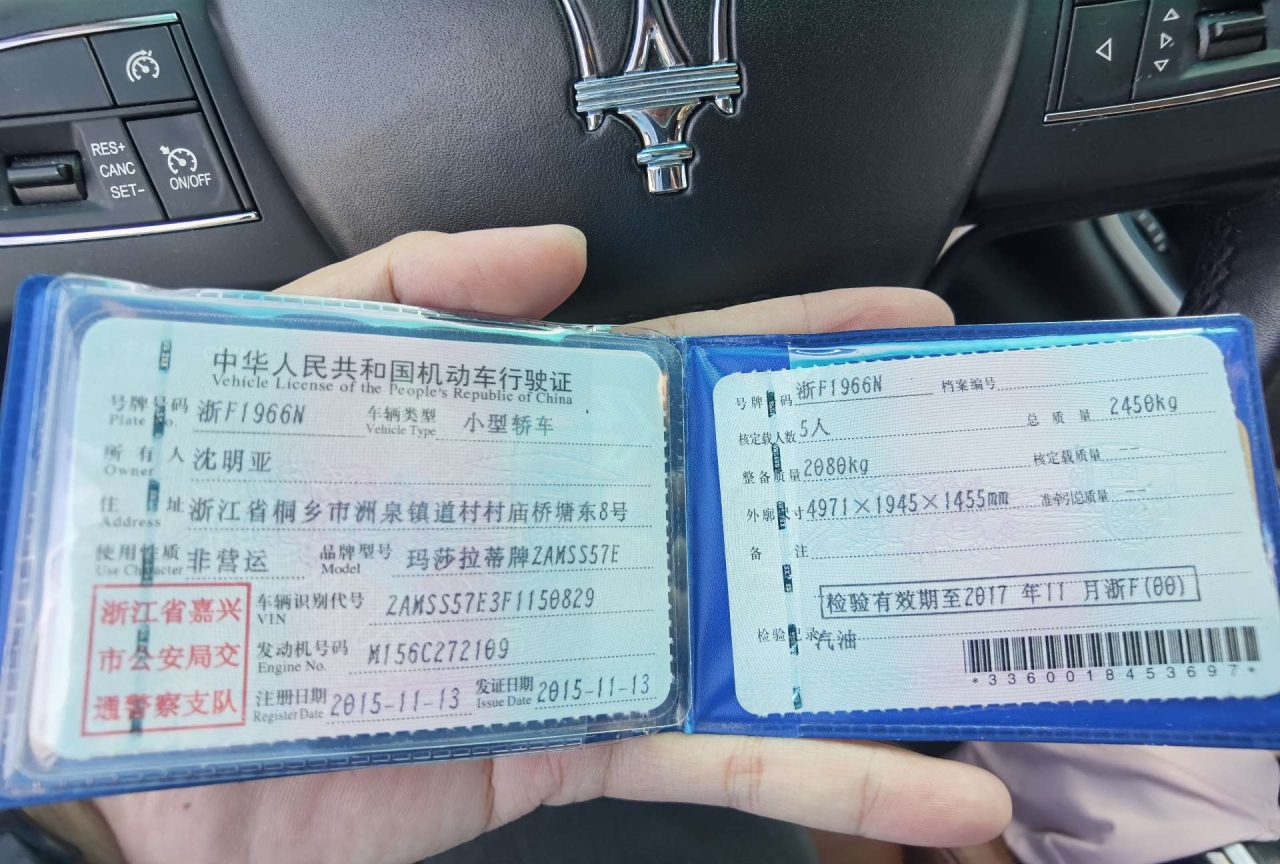 RES+
CANC
SET-
ON/OFF
中华人民共和国机动车行驶证
Vehicle License of the People's Republic of China
号牌号码 浙F1966N 车辆类型 小型轿车
Plate No. Vehicle Type
所有人 沈明亚
Owner
住址 浙江省桐乡市洲泉镇道村村庙桥塘东8号
Address
使用性质 非营运 品牌型号 玛莎拉蒂牌ZAMSS57E
Use Character Model
浙江省嘉兴
市公安局交
通警察支队
车辆识别代号 ZAMSS57E3F1150829
VIN
发动机号码 M156C272109
Engine No.
注册日期 2015-11-13 发证日期 2015-11-13
Register Date Issue Date
号牌号码 浙F1966N 档案编号
核定载人数 5人 总质量 2450kg
整备质量 2080kg 核定载质量 --
外廓尺寸 4971×1945×1455mm 准牵引总质量 --
备注
检验有效期至2017年11月浙F(00)
检验记录 汽油
*3360018453697*